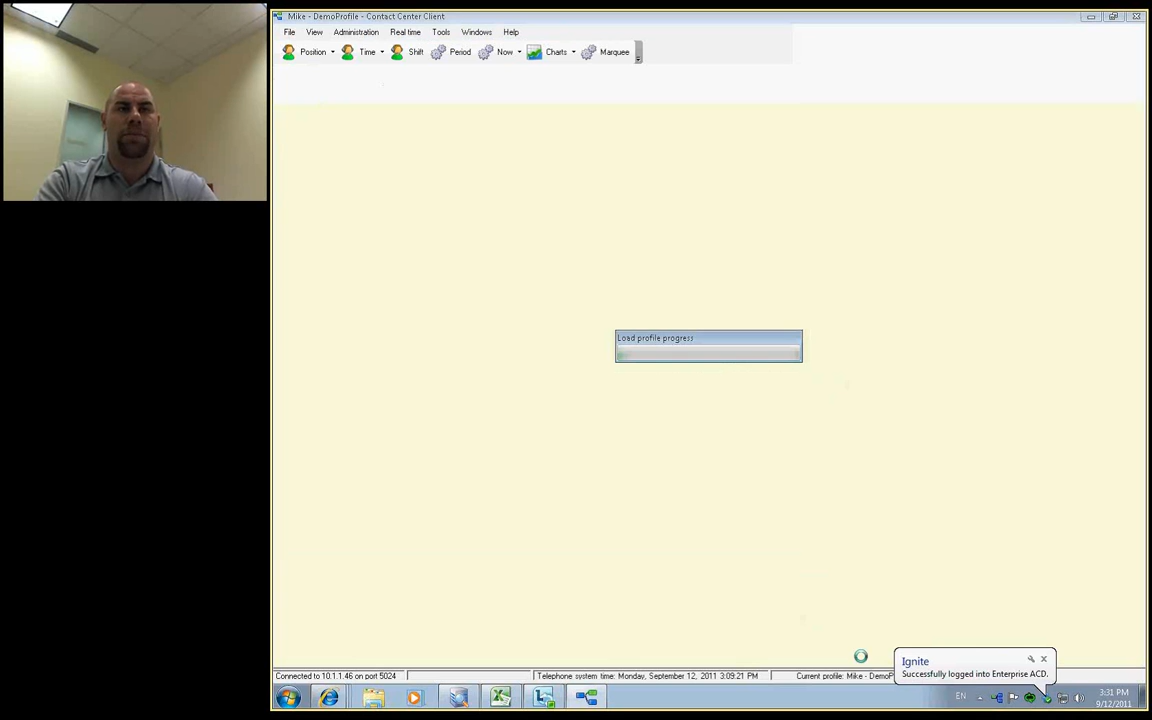 Mike - DemoProfile - Contact Center Client
File View Administration Real time Tools Windows Help
Position Time Shift Period Now Charts Marquee
Load profile progress
Ignite
Successfully logged into Enterprise ACD.
Connected to 10.1.1.46 on port 5024 Telephone system time: Monday, September 12, 2011 3:09:21 PM Current profile: Mike - DemoP
EN 3:31 PM
9/12/2011